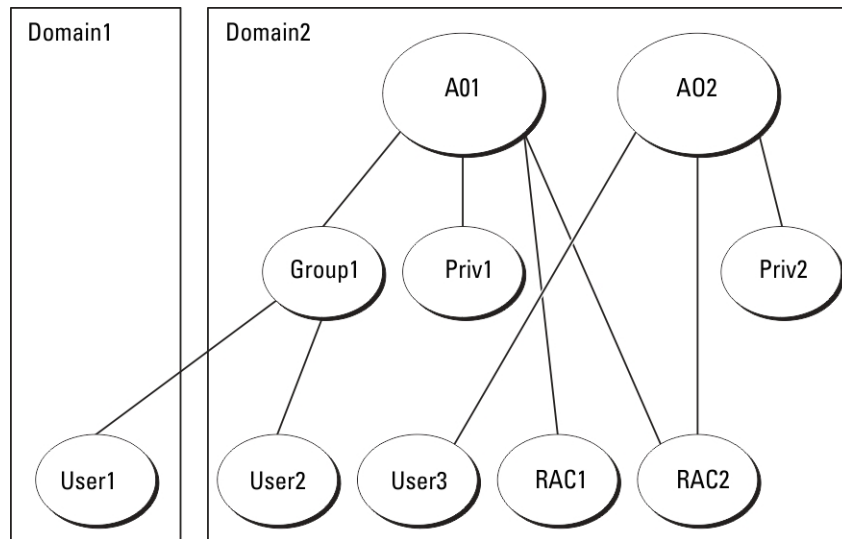 Domain1
Domain2
A01
AO2
Group1
Priv1
Priv2
User1
User2
User3
RAC1
RAC2